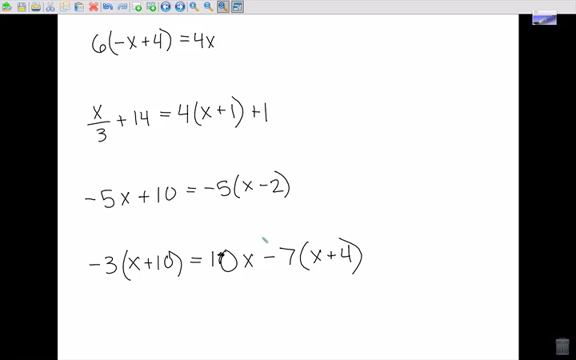 6(-x+4) = 4x
x/3 + 14 = 4(x+1)+1
-5x+10 = -5(x-2)
-3(x+10) = 10x - 7(x+4)